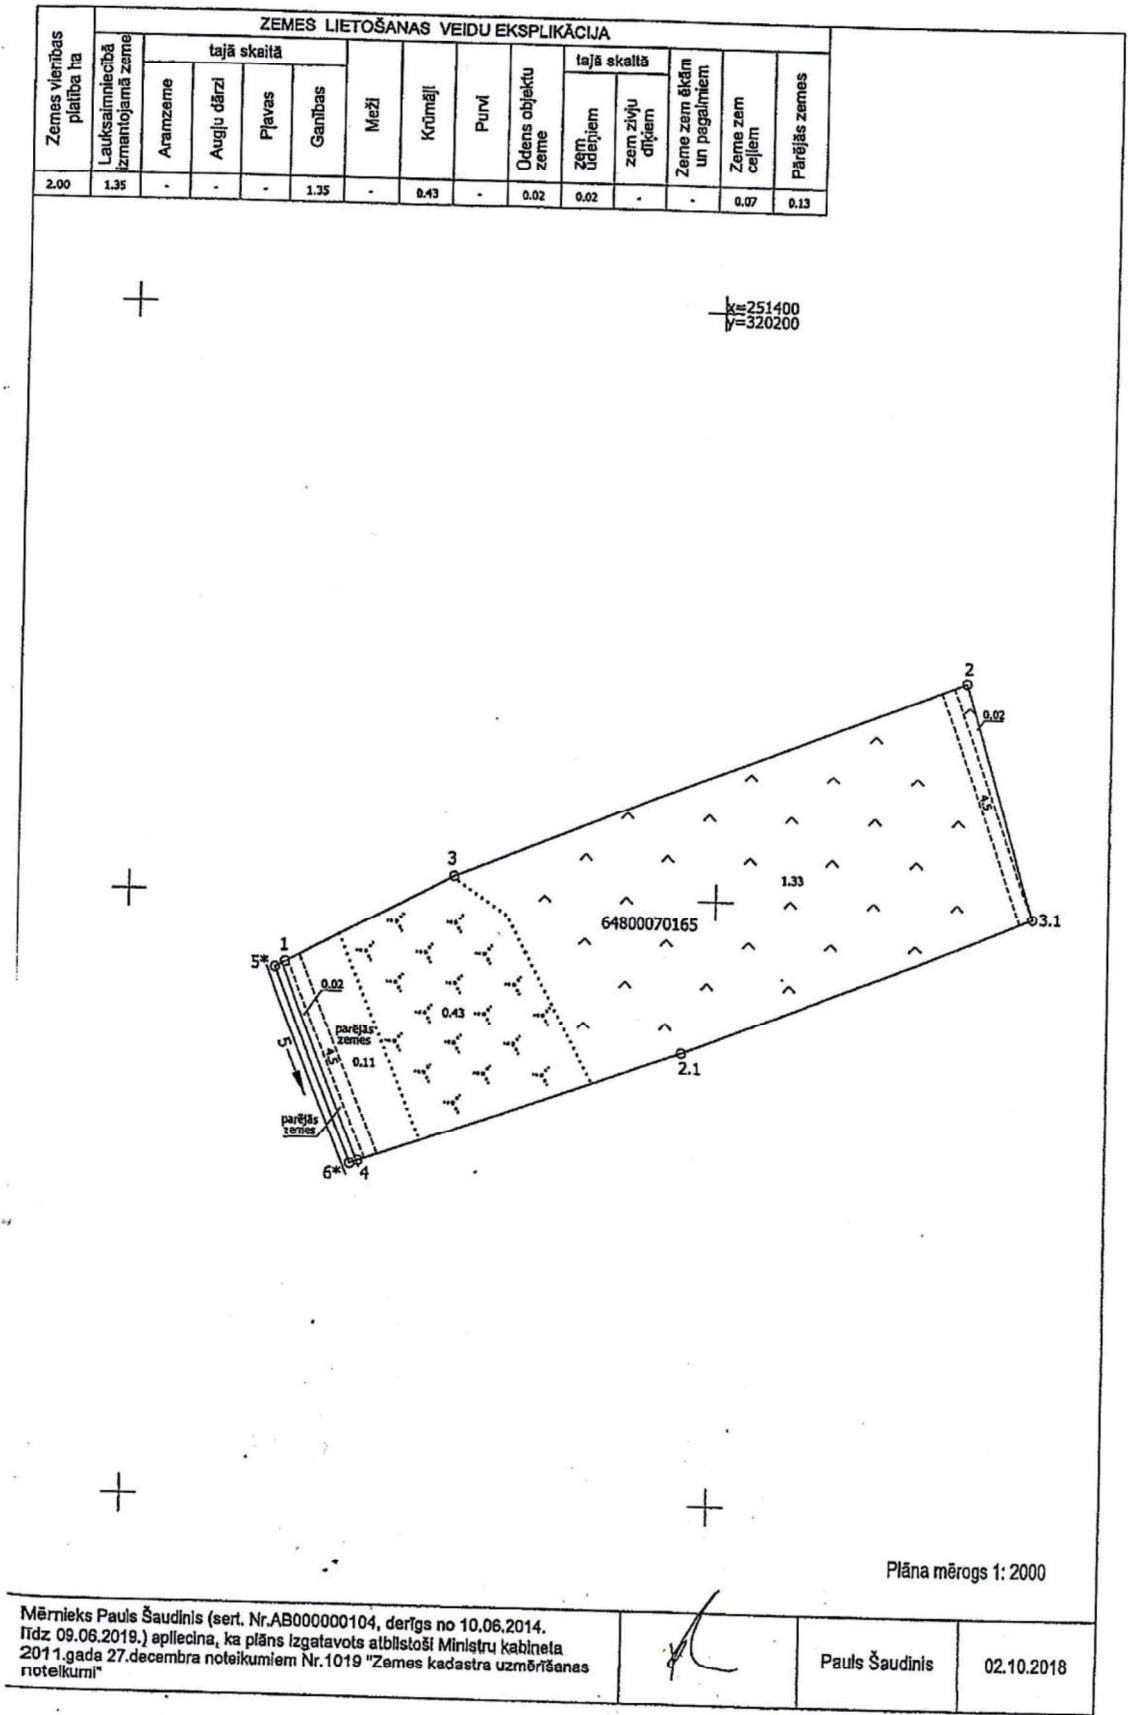 ZEMES LIETOŠANAS VEIDU EKSPLIKĀCIJA
Zemes vienības platība ha
Lauksaimniecībā izmantojamā zeme
tajā skaitā
Aramzeme
Augļu dārzi
Pļavas
Ganības
Meži
Krūmāji
Purvi
Ūdens objektu zeme
tajā skaitā
zem ūdeņiem
zem zivju dīķiem
Zeme zem ēkām un pagalmiem
Zeme zem ceļiem
Pārējās zemes
2.00 1.35 - - - 1.35 - 0.43 - 0.02 0.02 - - 0.07 0.13
x=251400
y=320200
2
0.02
4.5
3
1.33
64800070165
3.1
1
5*
0.02
0.43
parējās
zemes
0.11
4.5
5
2.1
parējās
zemes
6* 4
Plāna mērogs 1: 2000
Mērnieks Pauls Šaudinis (sert. Nr.AB000000104, derīgs no 10.06.2014.
līdz 09.06.2019.) apliecina, ka plāns izgatavots atbilstoši Ministru kabineta
2011.gada 27.decembra noteikumiem Nr.1019 "Zemes kadastra uzmērīšanas
noteikumi"
Pauls Šaudinis
02.10.2018